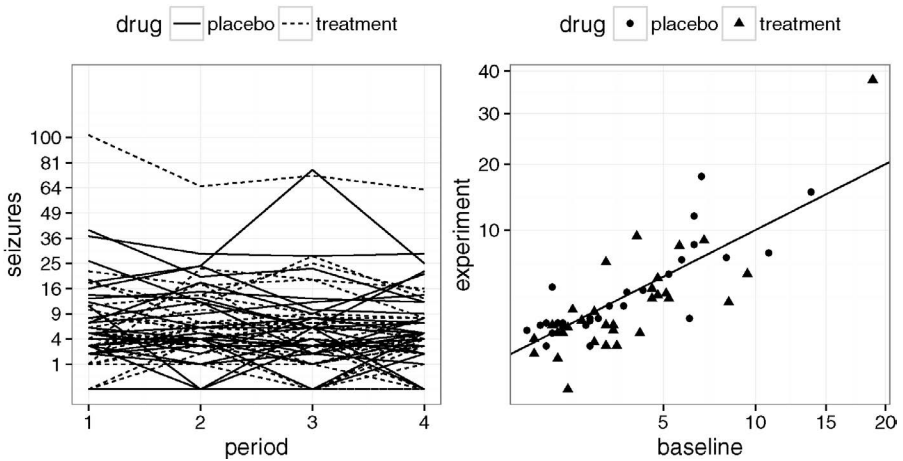 drug placebo treatment
100
81
64
49
36
25
16
9
4
1
seizures
1 2 3 4
period
drug placebo treatment
40
30
20
10
experiment
5 10 15 20
baseline